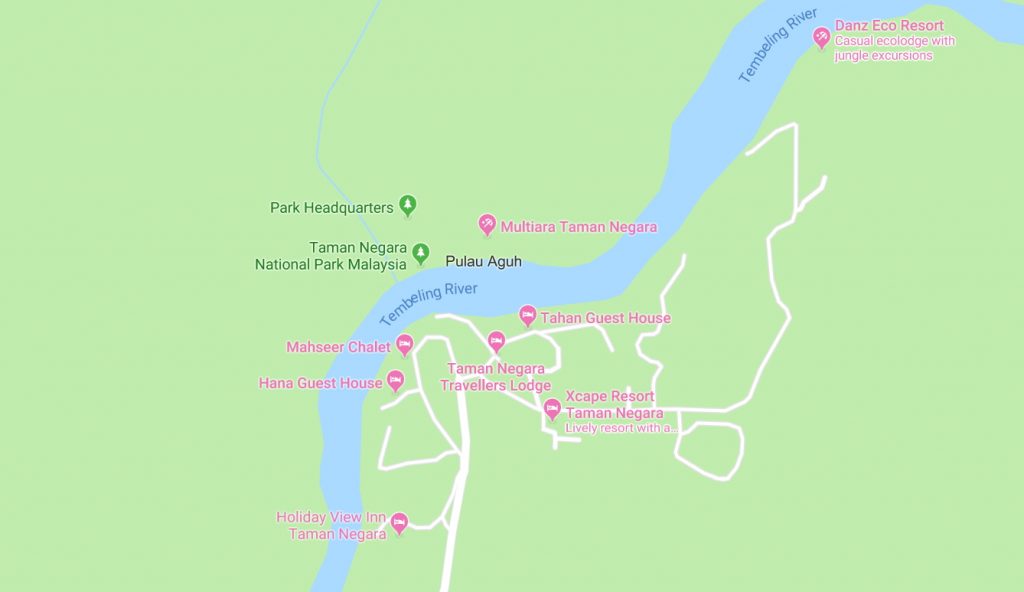 Tembeling River
Danz Eco Resort
Casual ecolodge with
jungle excursions
Park Headquarters
Multiara Taman Negara
Taman Negara
National Park Malaysia
Pulau Aguh
Tembeling River
Tahan Guest House
Mahseer Chalet
Taman Negara
Travellers Lodge
Hana Guest House
Xcape Resort
Taman Negara
Lively resort with a...
Holiday View Inn
Taman Negara